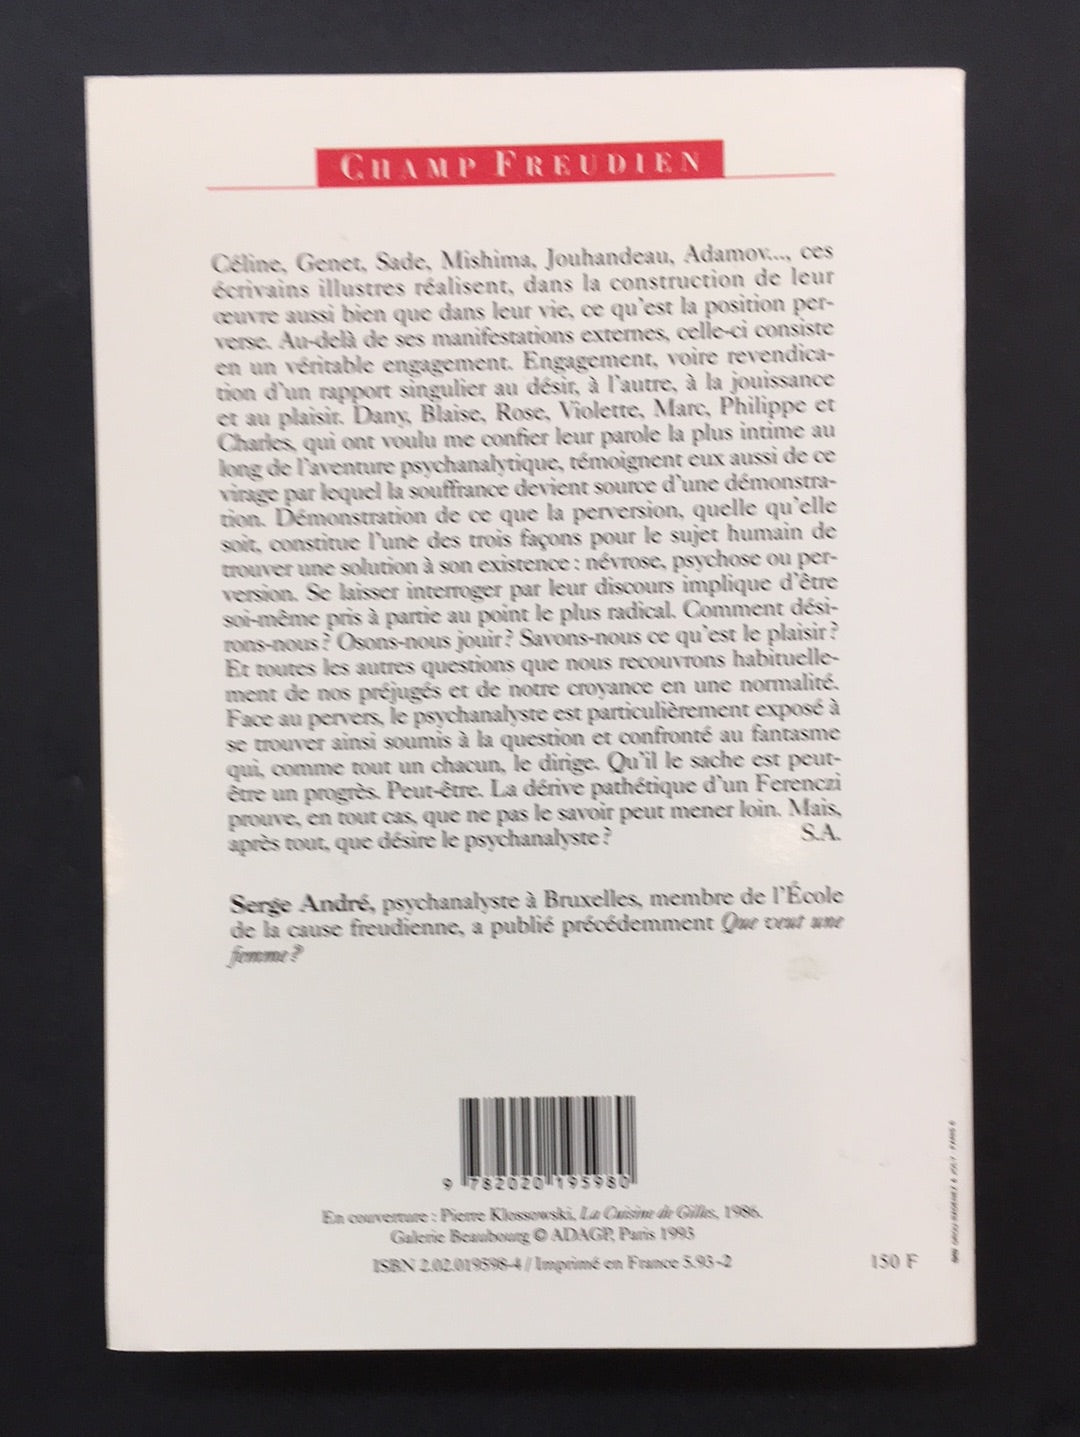 CHAMP FREUDIEN
Céline, Genet, Sade, Mishima, Jouhandeau, Adamov..., ces
écrivains illustres réalisent, dans la construction de leur
œuvre aussi bien que dans leur vie, ce qu'est la position per-
verse. Au-delà de ses manifestations externes, celle-ci consiste
en un véritable engagement. Engagement, voire revendica-
tion d'un rapport singulier au désir, à l'autre, à la jouissance
et au plaisir. Dany, Blaise, Rose, Violette, Marc, Philippe et
Charles, qui ont voulu me confier leur parole la plus intime au
long de l'aventure psychanalytique, témoignent eux aussi de ce
virage par lequel la souffrance devient source d'une démonstra-
tion. Démonstration de ce que la perversion, quelle qu'elle
soit, constitue l'une des trois façons pour le sujet humain de
trouver une solution à son existence : névrose, psychose ou per-
version. Se laisser interroger par leur discours implique d'être
soi-même pris à partie au point le plus radical. Comment dési-
rons-nous ? Osons-nous jouir ? Savons-nous ce qu'est le plaisir ?
Et toutes les autres questions que nous recouvrons habituelle-
ment de nos préjugés et de notre croyance en une normalité.
Face au pervers, le psychanalyste est particulièrement exposé à
se trouver ainsi soumis à la question et confronté au fantasme
qui, comme tout un chacun, le dirige. Qu'il le sache est peut-
être un progrès. Peut-être. La dérive pathétique d'un Ferenczi
prouve, en tout cas, que ne pas le savoir peut mener loin. Mais,
après tout, que désire le psychanalyste ? S.A.
Serge André, psychanalyste à Bruxelles, membre de l'École
de la cause freudienne, a publié précédemment Que veut une
femme ?
9 782020 195980
En couverture : Pierre Klossowski, La Cuisine de Gilles, 1986.
Galerie Beaubourg © ADAGP, Paris 1993
ISBN 2.02.019598-4 / Imprimé en France 5.93-2
150 F